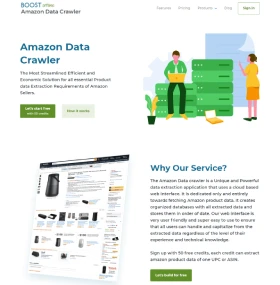 BOOST
Amazon Data Crawler
Services
Pricing
Products
Blog
Sign In
Amazon Data
Crawler
The Most Streamlined Efficient and
Economic Solution for all essential Product
data Extraction Requirements of Amazon
Sellers.
Let's start free
with 50 credits
How it works
Why Our Service?
The Amazon Data crawler is a Unique and Powerful
data extraction application that uses a cloud based
web interface. It is dedicated only and entirely
towards fetching Amazon product data. It creates
organized databases with all extracted data and
stores them in order of date. Our web interface is
very user friendly and super easy to use to ensure
that all users can handle and capitalize from the
extracted data regardless of the level of their
experience and technical knowledge.
Sign up with 50 free credits, each credit can extract
amazon product data of one UPC or ASIN.
Let's build for free